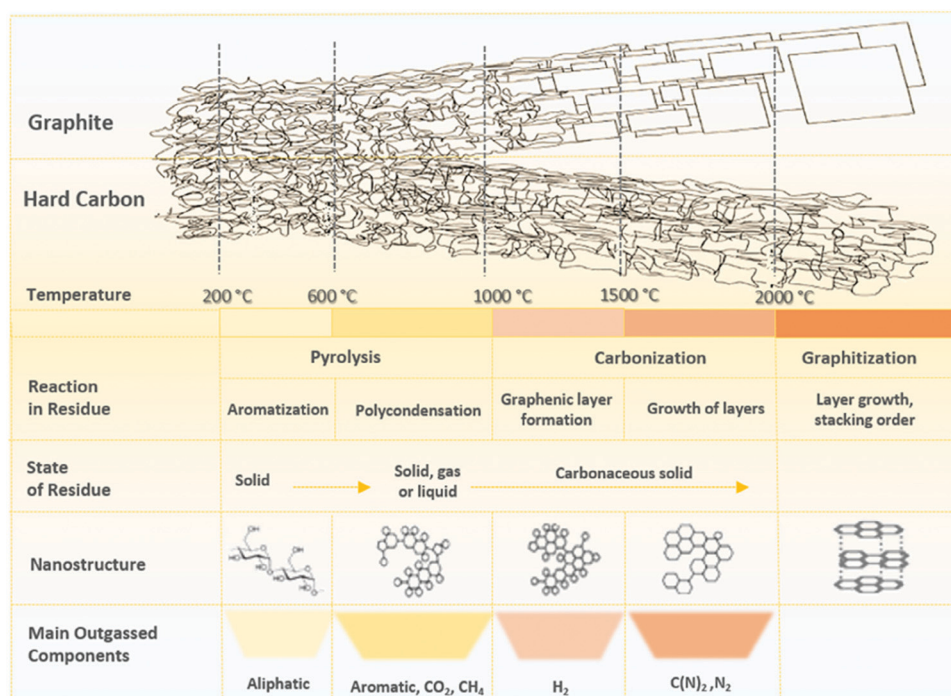 Graphite
Hard Carbon
Temperature
200 °C 600 °C 1000 °C 1500 °C 2000 °C
Pyrolysis Carbonization Graphitization
Reaction
in Residue
Aromatization Polycondensation
Graphenic layer
formation
Growth of layers
Layer growth,
stacking order
State
of Residue
Solid
Solid, gas
or liquid
Carbonaceous solid
Nanostructure
Main Outgassed
Components
Aliphatic Aromatic, CO₂, CH₄ H₂ C(N)₂ ,N₂